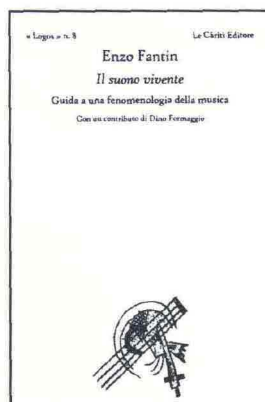 « Logos » n. 8 Le Càriti Editore
Enzo Fantin
Il suono vivente
Guida a una fenomenologia della musica
Con un contributo di Dino Formaggio